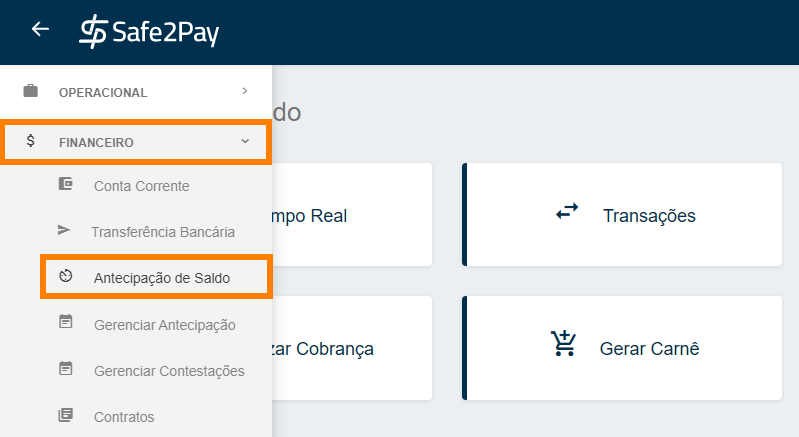 Safe2Pay
OPERACIONAL
FINANCEIRO
Conta Corrente
Transferência Bancária
Antecipação de Saldo
Gerenciar Antecipação
Gerenciar Contestações
Contratos
do
mpo Real
Transações
zar Cobrança
Gerar Carnê